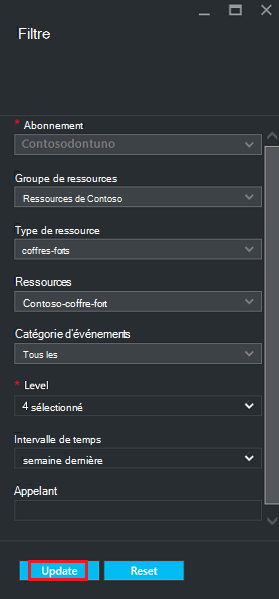 Filtre
* Abonnement
Contosodontuno
Groupe de ressources
Ressources de Contoso
Type de ressource
coffres-forts
Ressources
Contoso-coffre-fort
Catégorie d'événements
Tous les
* Level
4 sélectionné
Intervalle de temps
semaine dernière
Appelant
Update Reset